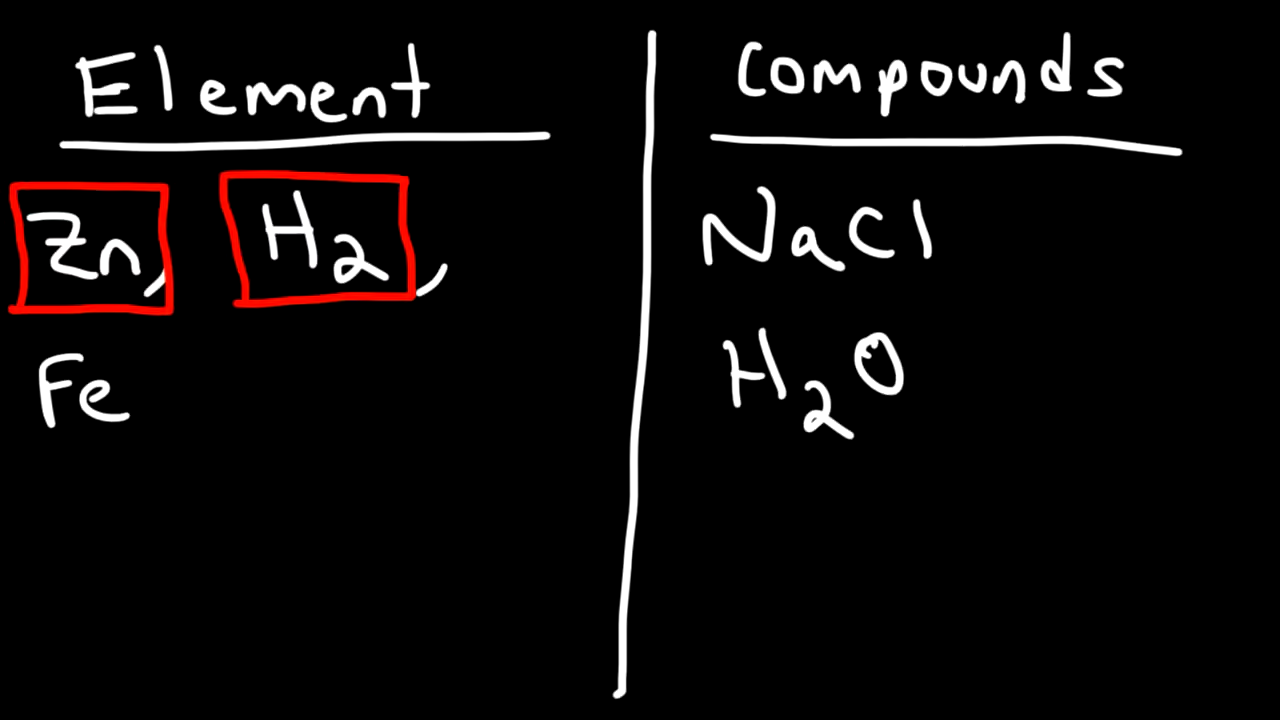 Element
Zn, H2,
Fe
Compounds
NaCl
H2O